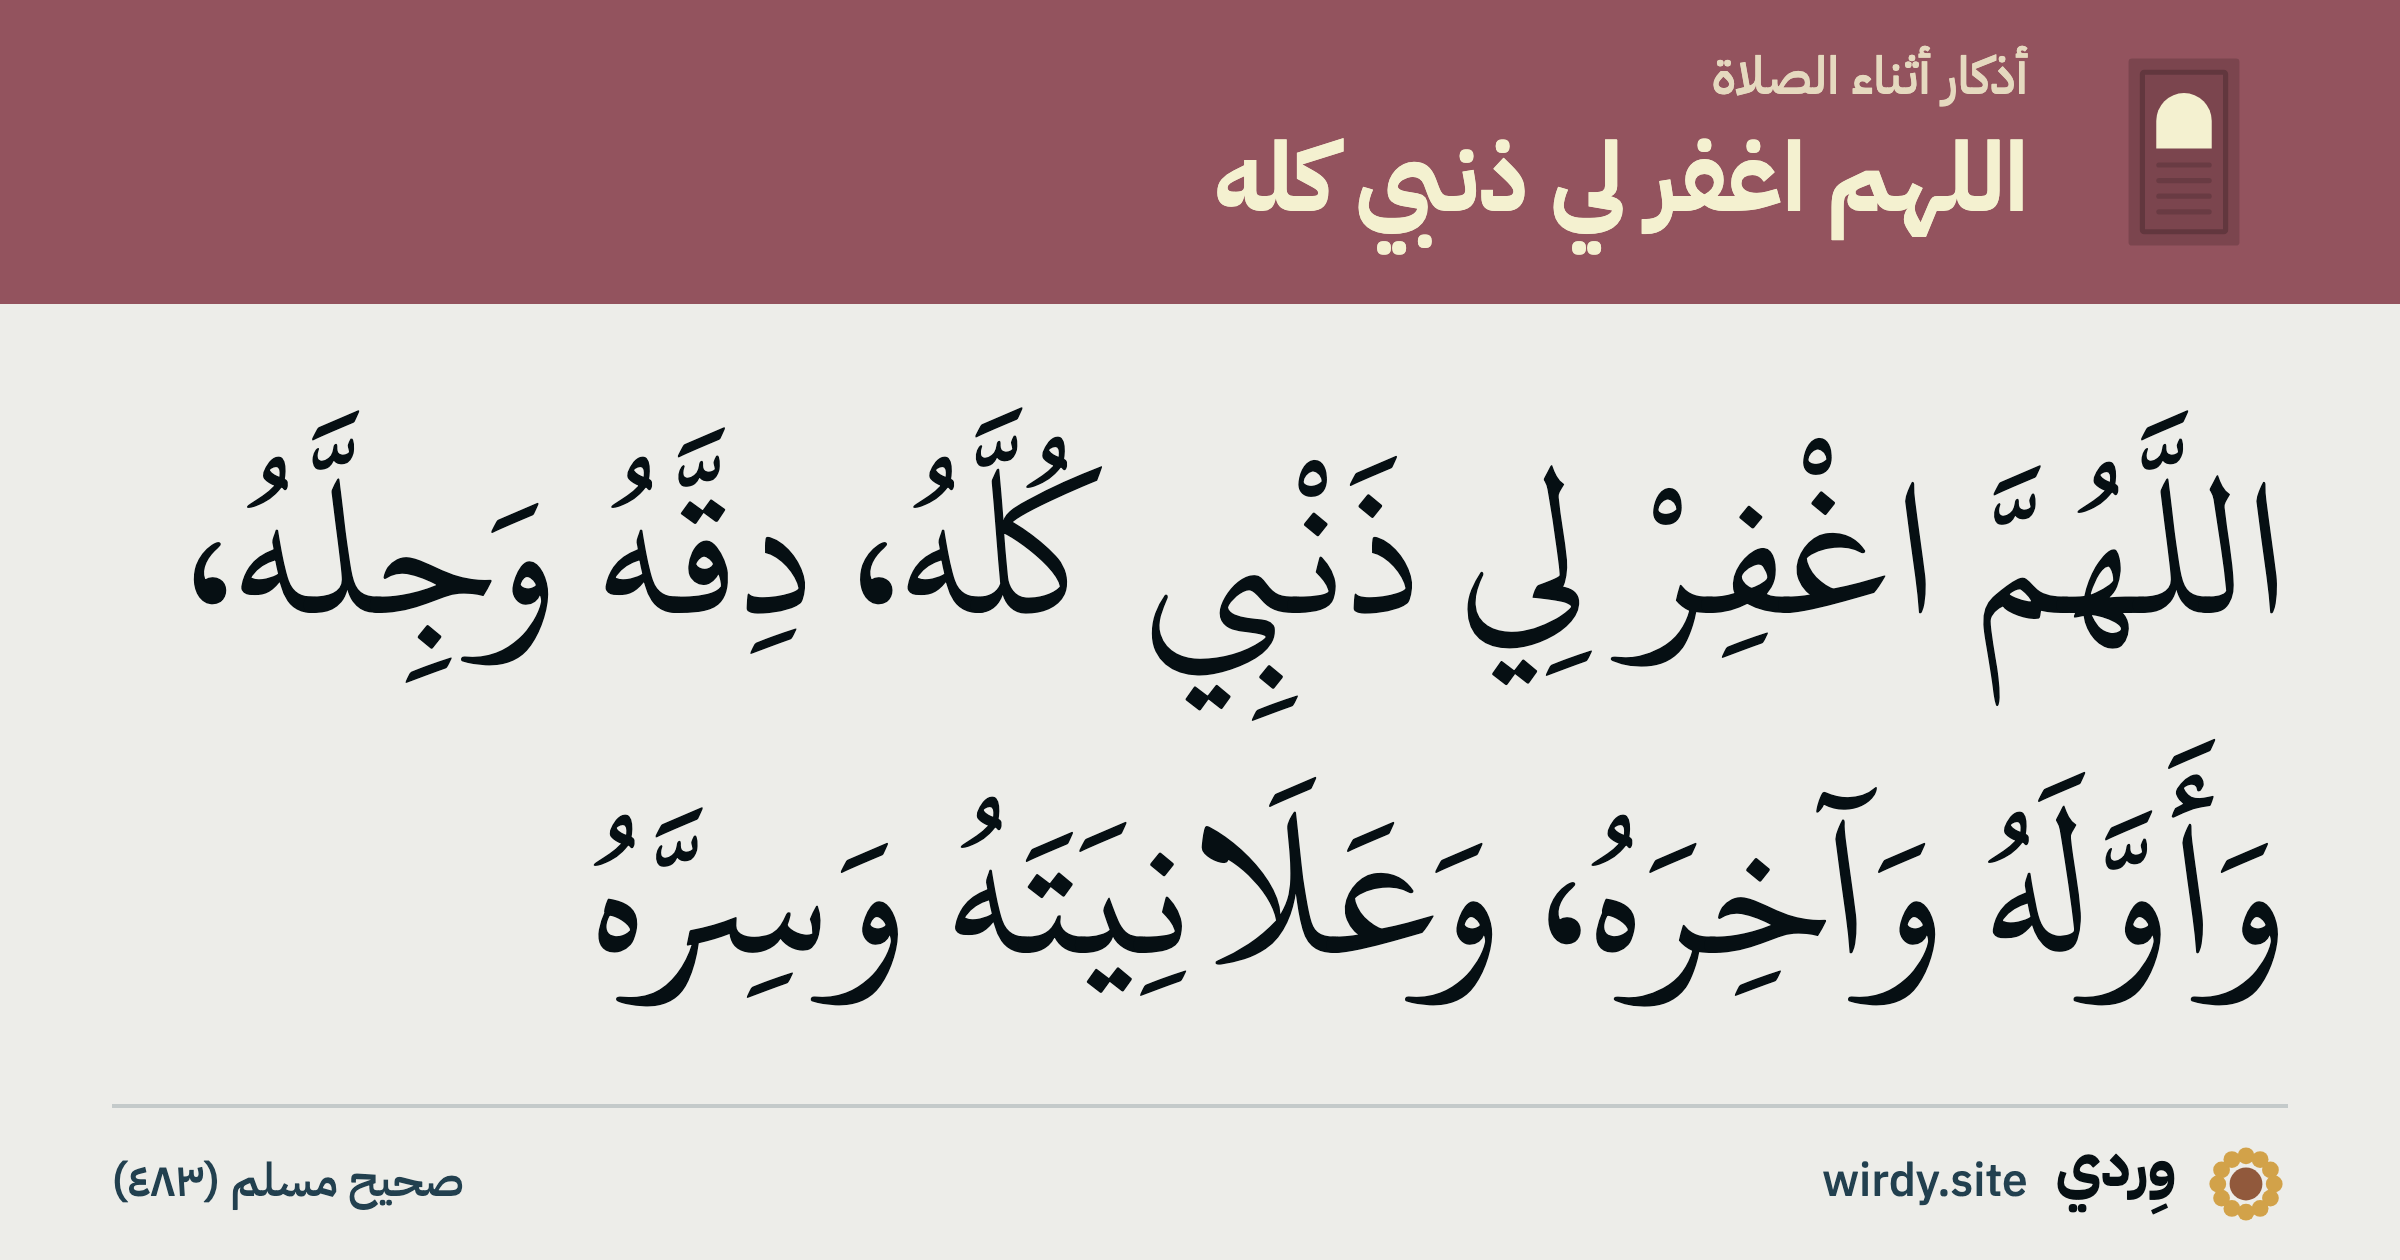 أذكار أثناء الصلاة
اللهم اغفر لي ذنبي كله
اللَّهُمَّ اغْفِرْ لِي ذَنْبِي كُلَّهُ، دِقَّهُ وَجِلَّهُ،
وَأَوَّلَهُ وَآخِرَهُ، وَعَلَانِيَتَهُ وَسِرَّهُ
وِردي wirdy.site
صحيح مسلم (٤٨٣)